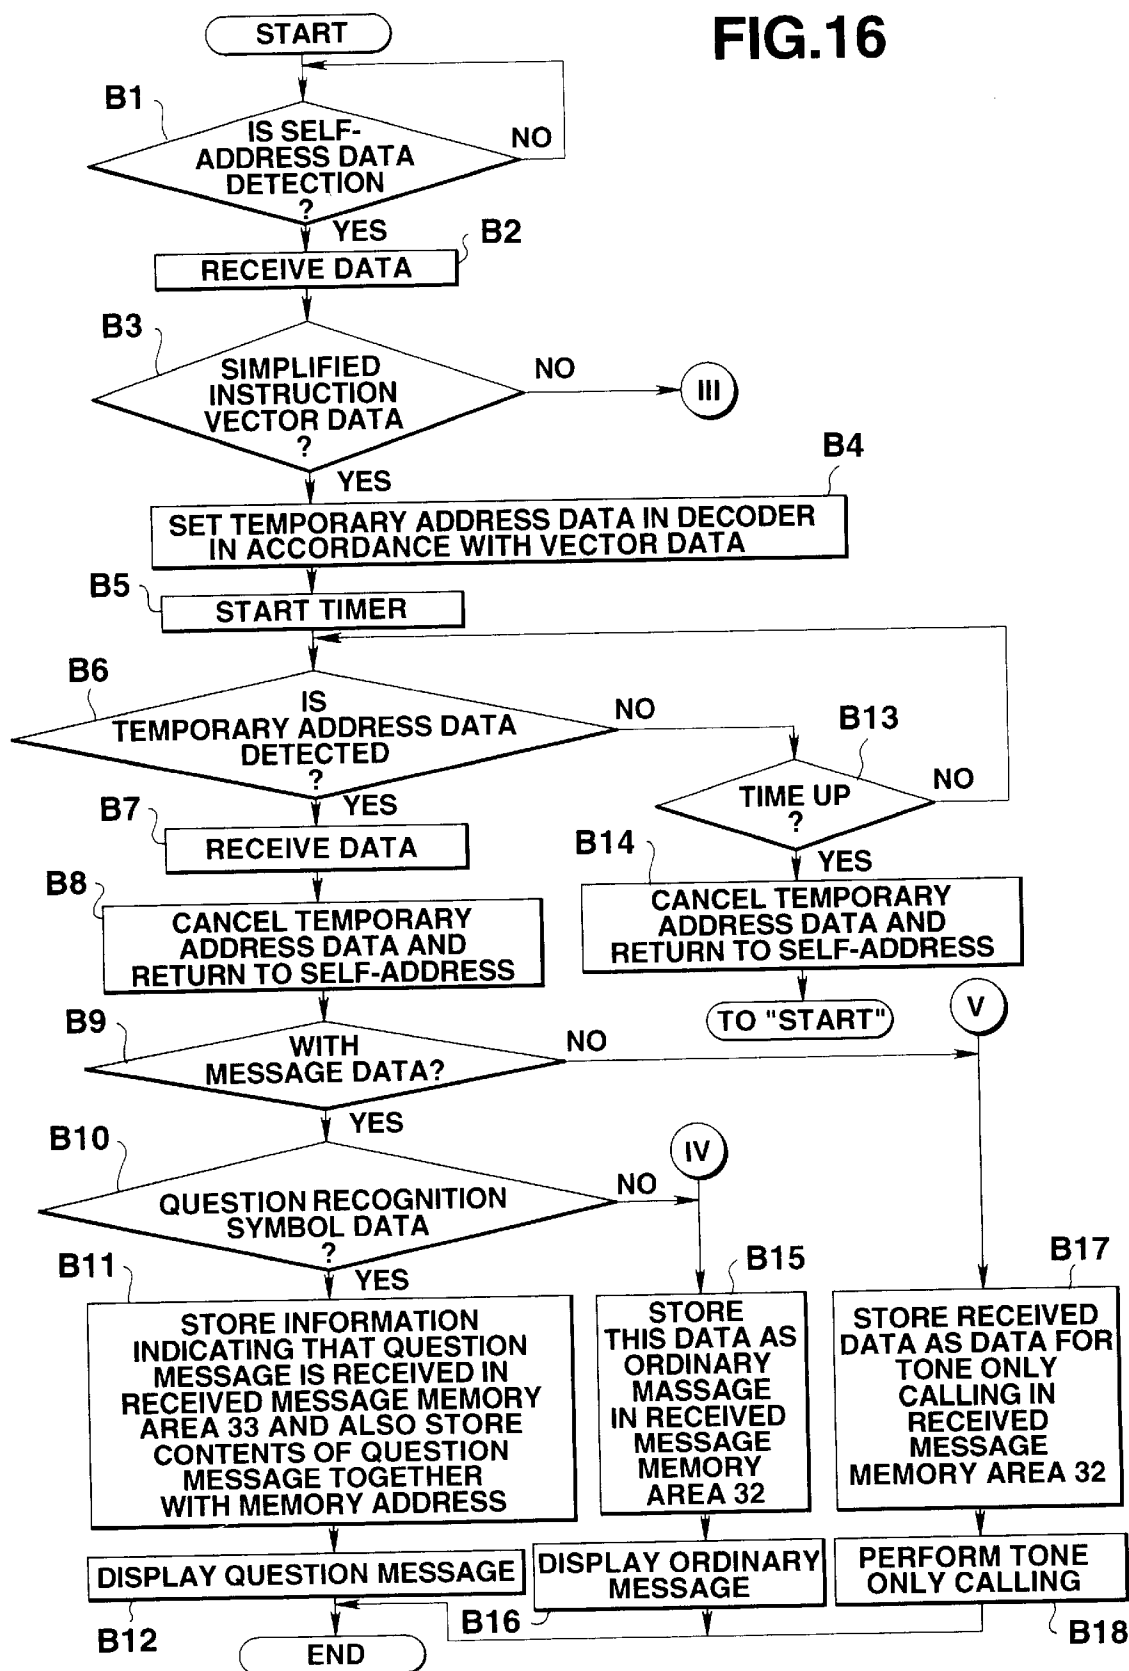 FIG.16
START
B1
IS SELF-
ADDRESS DATA
DETECTION
?
NO
YES
B2
RECEIVE DATA
B3
SIMPLIFIED
INSTRUCTION
VECTOR DATA
?
NO
III
YES
B4
SET TEMPORARY ADDRESS DATA IN DECODER
IN ACCORDANCE WITH VECTOR DATA
B5
START TIMER
B6
IS
TEMPORARY ADDRESS DATA
DETECTED
?
NO
B13
TIME UP
?
NO
YES
B7
YES
RECEIVE DATA
B14
CANCEL TEMPORARY
ADDRESS DATA AND
RETURN TO SELF-ADDRESS
TO "START"
B8
CANCEL TEMPORARY
ADDRESS DATA AND
RETURN TO SELF-ADDRESS
B9
WITH
MESSAGE DATA?
NO
V
YES
B10
QUESTION RECOGNITION
SYMBOL DATA
?
NO
IV
YES
B11
STORE INFORMATION
INDICATING THAT QUESTION
MESSAGE IS RECEIVED IN
RECEIVED MESSAGE MEMORY
AREA 33 AND ALSO STORE
CONTENTS OF QUESTION
MESSAGE TOGETHER
WITH MEMORY ADDRESS
B15
STORE
THIS DATA AS
ORDINARY
MASSAGE
IN RECEIVED
MESSAGE
MEMORY
AREA 32
B17
STORE RECEIVED
DATA AS DATA FOR
TONE ONLY
CALLING IN
RECEIVED
MESSAGE
MEMORY AREA 32
DISPLAY QUESTION MESSAGE
B12
DISPLAY ORDINARY
MESSAGE
B16
PERFORM TONE
ONLY CALLING
B18
END